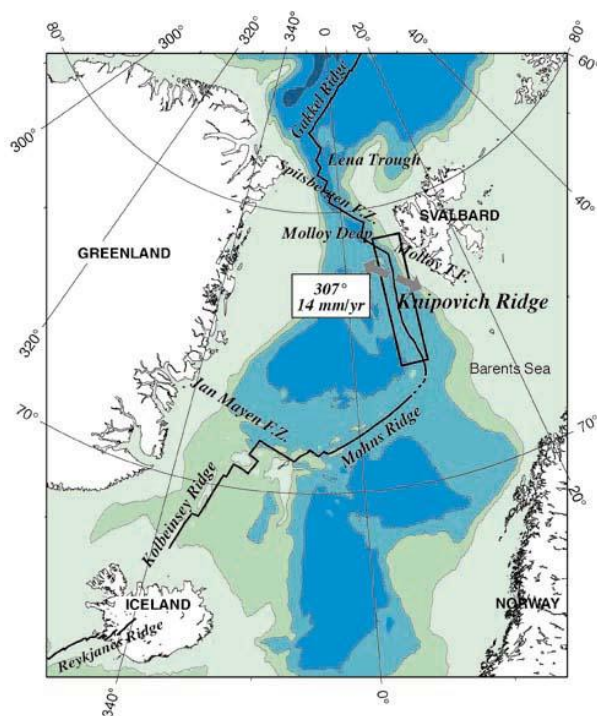 80°
300°
320°
340°
0
20°
40°
80°
60°
300°
Gakkel Ridge
Lena Trough
40°
Spitsbergen F.Z.
SVALBARD
Molloy Deep
GREENLAND
Molloy T.F.
307°
14 mm/yr
Knipovich Ridge
320°
Barents Sea
Jan Mayen F.Z.
70°
Mohns Ridge
70°
20°
Kolbeinsey Ridge
ICELAND
NORWAY
Reykjanes Ridge
340°
0°